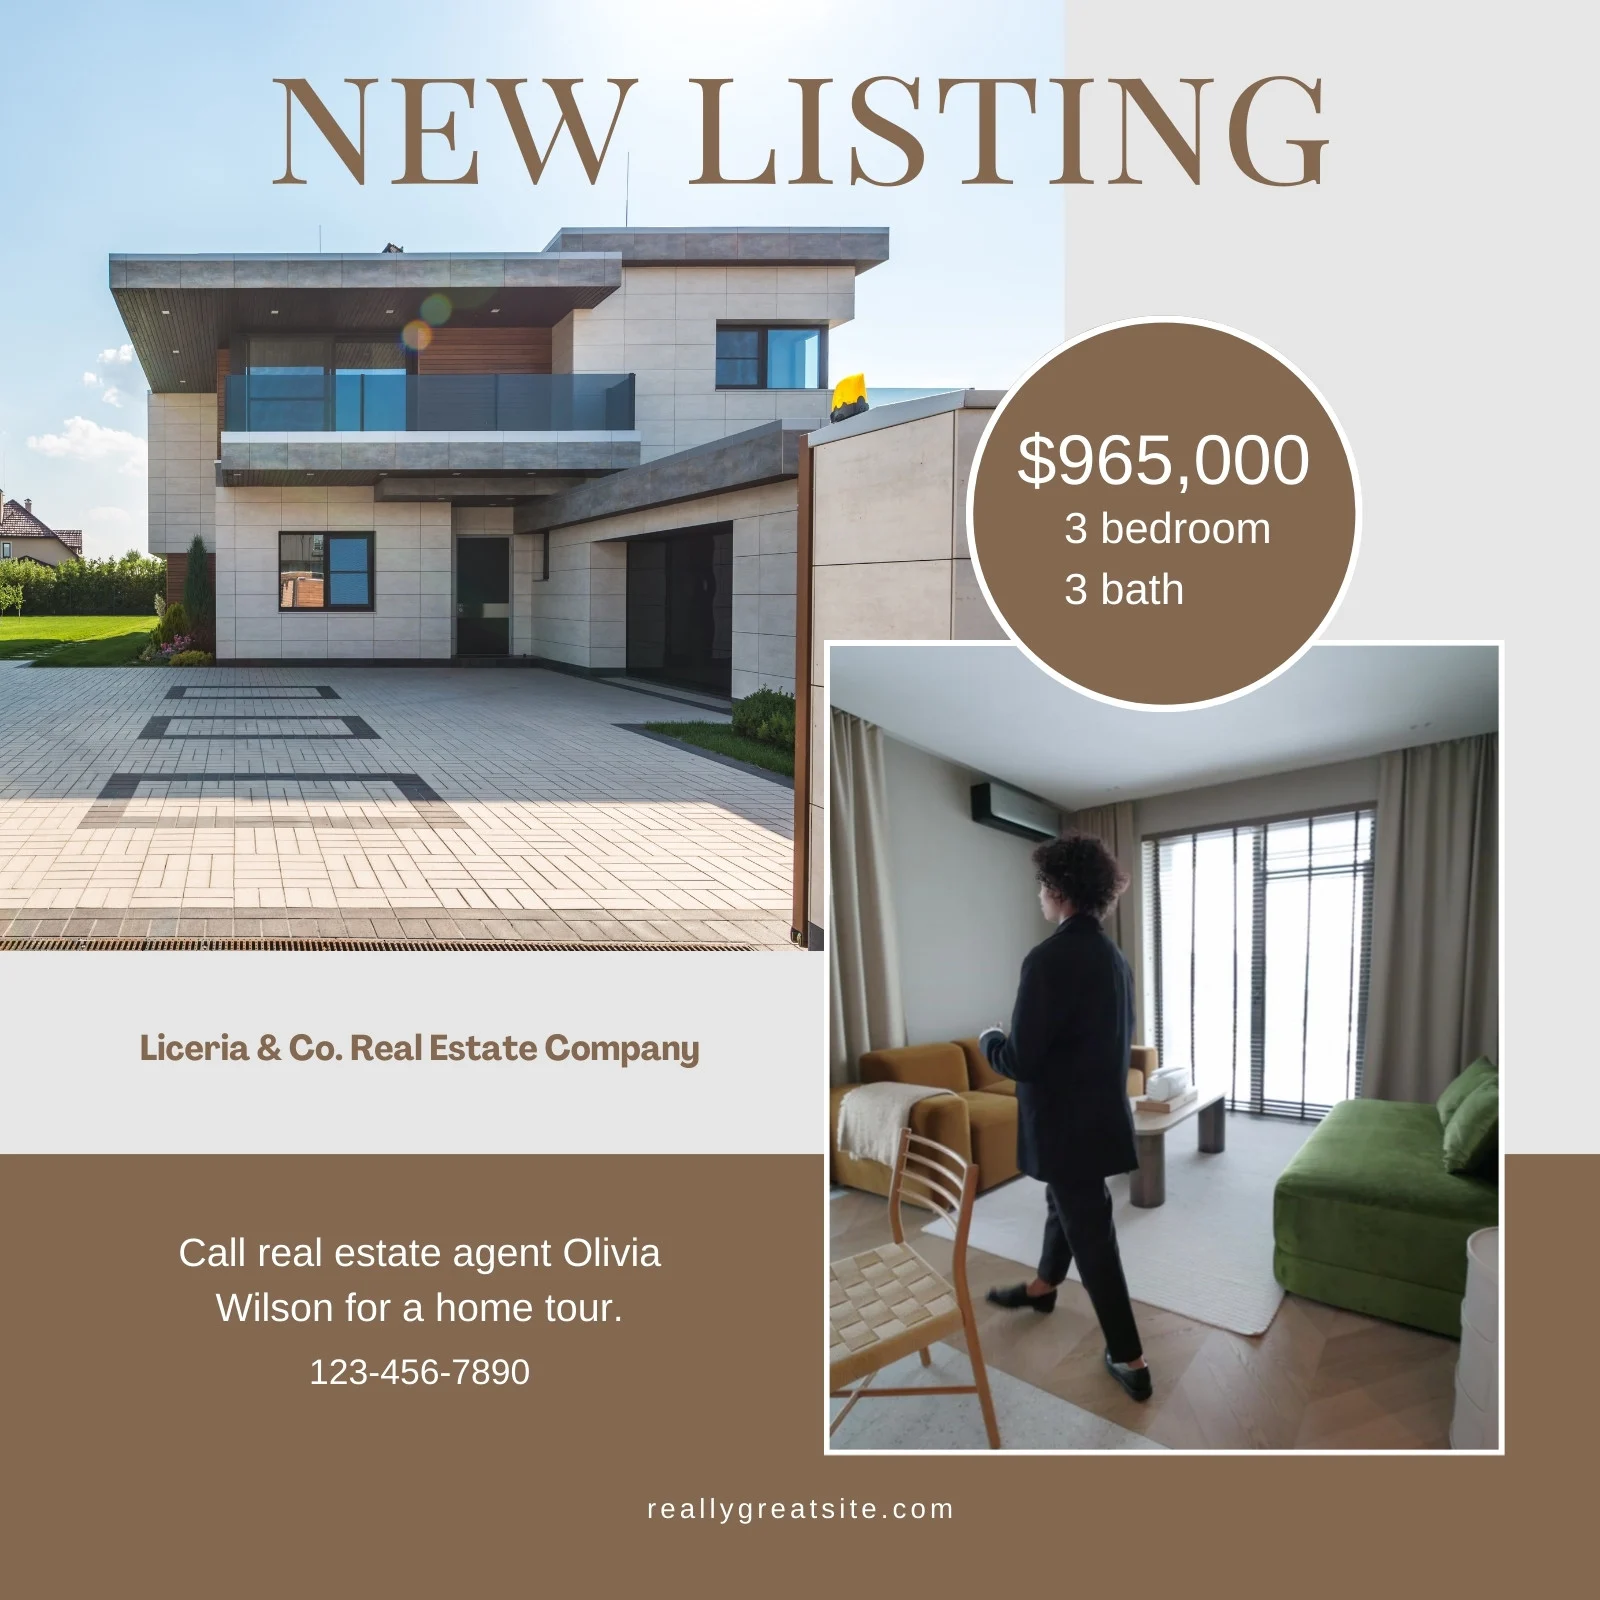 NEW LISTING
$965,000
3 bedroom
3 bath
Liceria & Co. Real Estate Company
Call real estate agent Olivia
Wilson for a home tour.
123-456-7890
reallygreatsite.com